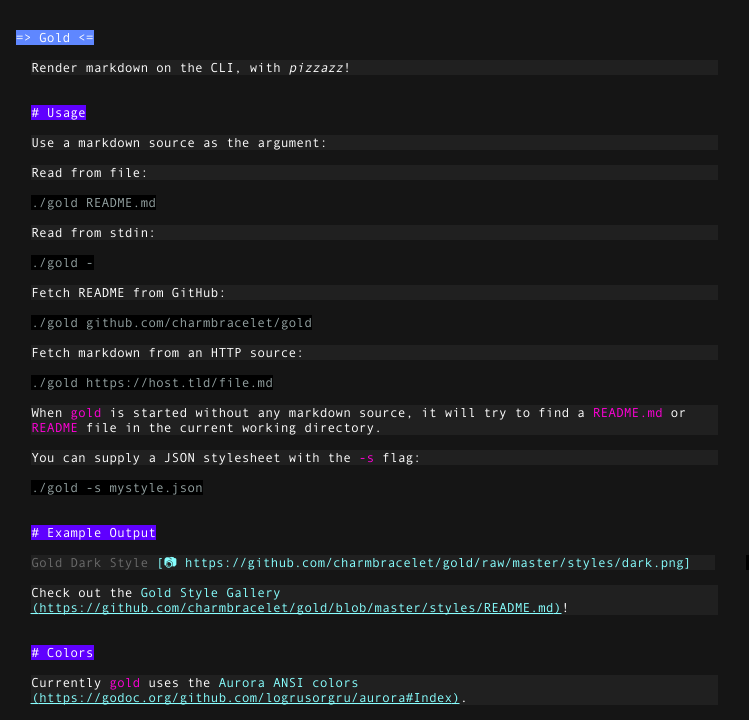 => Gold <=
Render markdown on the CLI, with pizzazz!
# Usage
Use a markdown source as the argument:
Read from file:
./gold README.md
Read from stdin:
./gold -
Fetch README from GitHub:
./gold github.com/charmbracelet/gold
Fetch markdown from an HTTP source:
./gold https://host.tld/file.md
When gold is started without any markdown source, it will try to find a README.md or
README file in the current working directory.
You can supply a JSON stylesheet with the -s flag:
./gold -s mystyle.json
# Example Output
Gold Dark Style [📷 https://github.com/charmbracelet/gold/raw/master/styles/dark.png]
Check out the Gold Style Gallery
(https://github.com/charmbracelet/gold/blob/master/styles/README.md)!
# Colors
Currently gold uses the Aurora ANSI colors
(https://godoc.org/github.com/logrusorgru/aurora#Index).